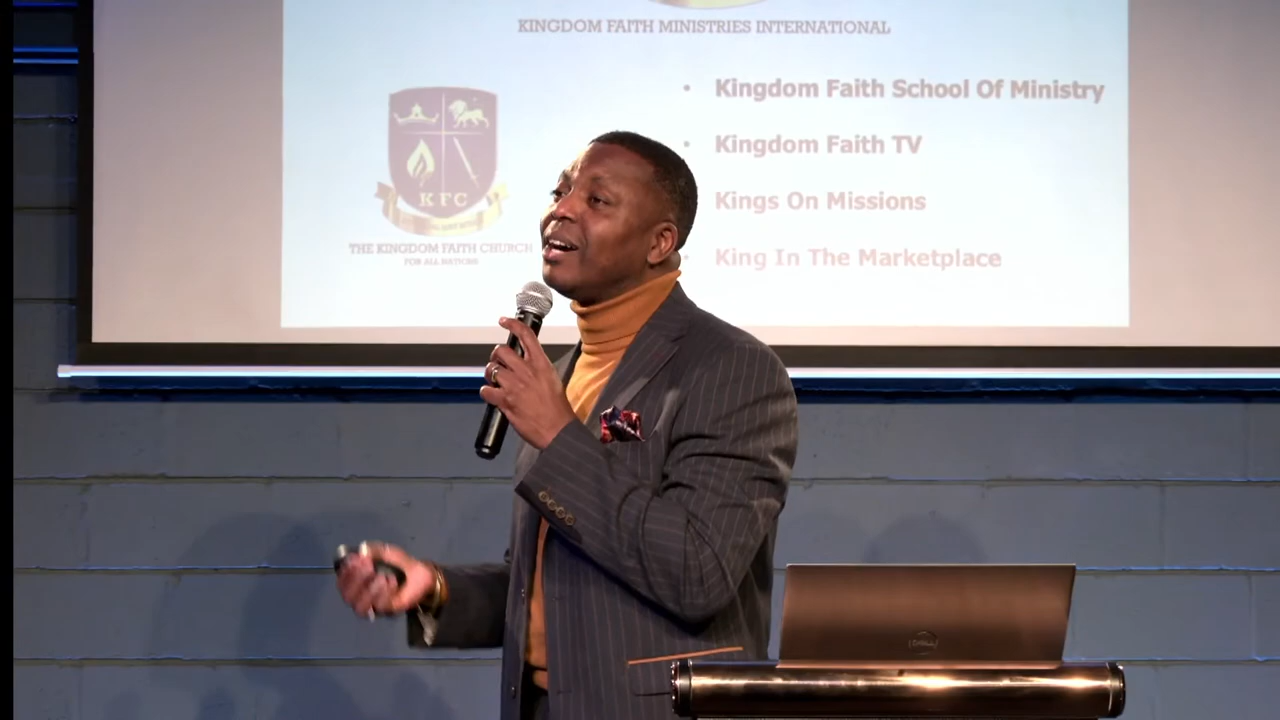 KINGDOM FAITH MINISTRIES INTERNATIONAL
• Kingdom Faith School Of Ministry
• Kingdom Faith TV
Kings On Missions
King In The Marketplace
KFC
THE KINGDOM FAITH CHURCH
FOR ALL NATIONS
DELL